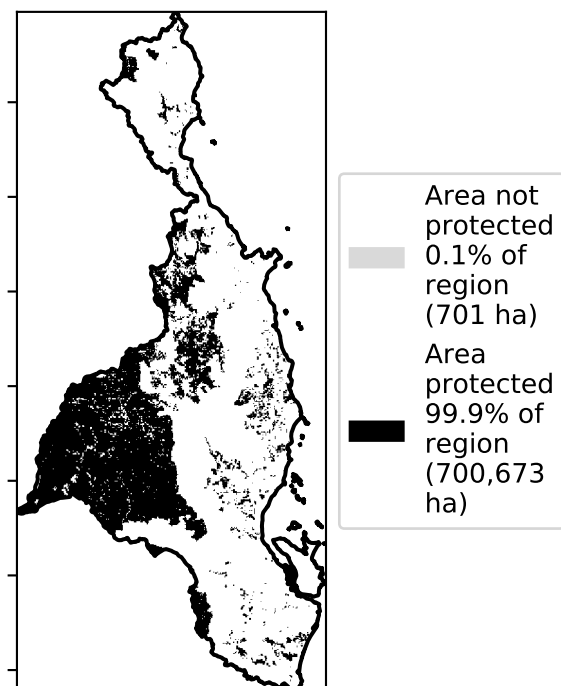 Area not
protected
0.1% of
region
(701 ha)
Area
protected
99.9% of
region
(700,673
ha)